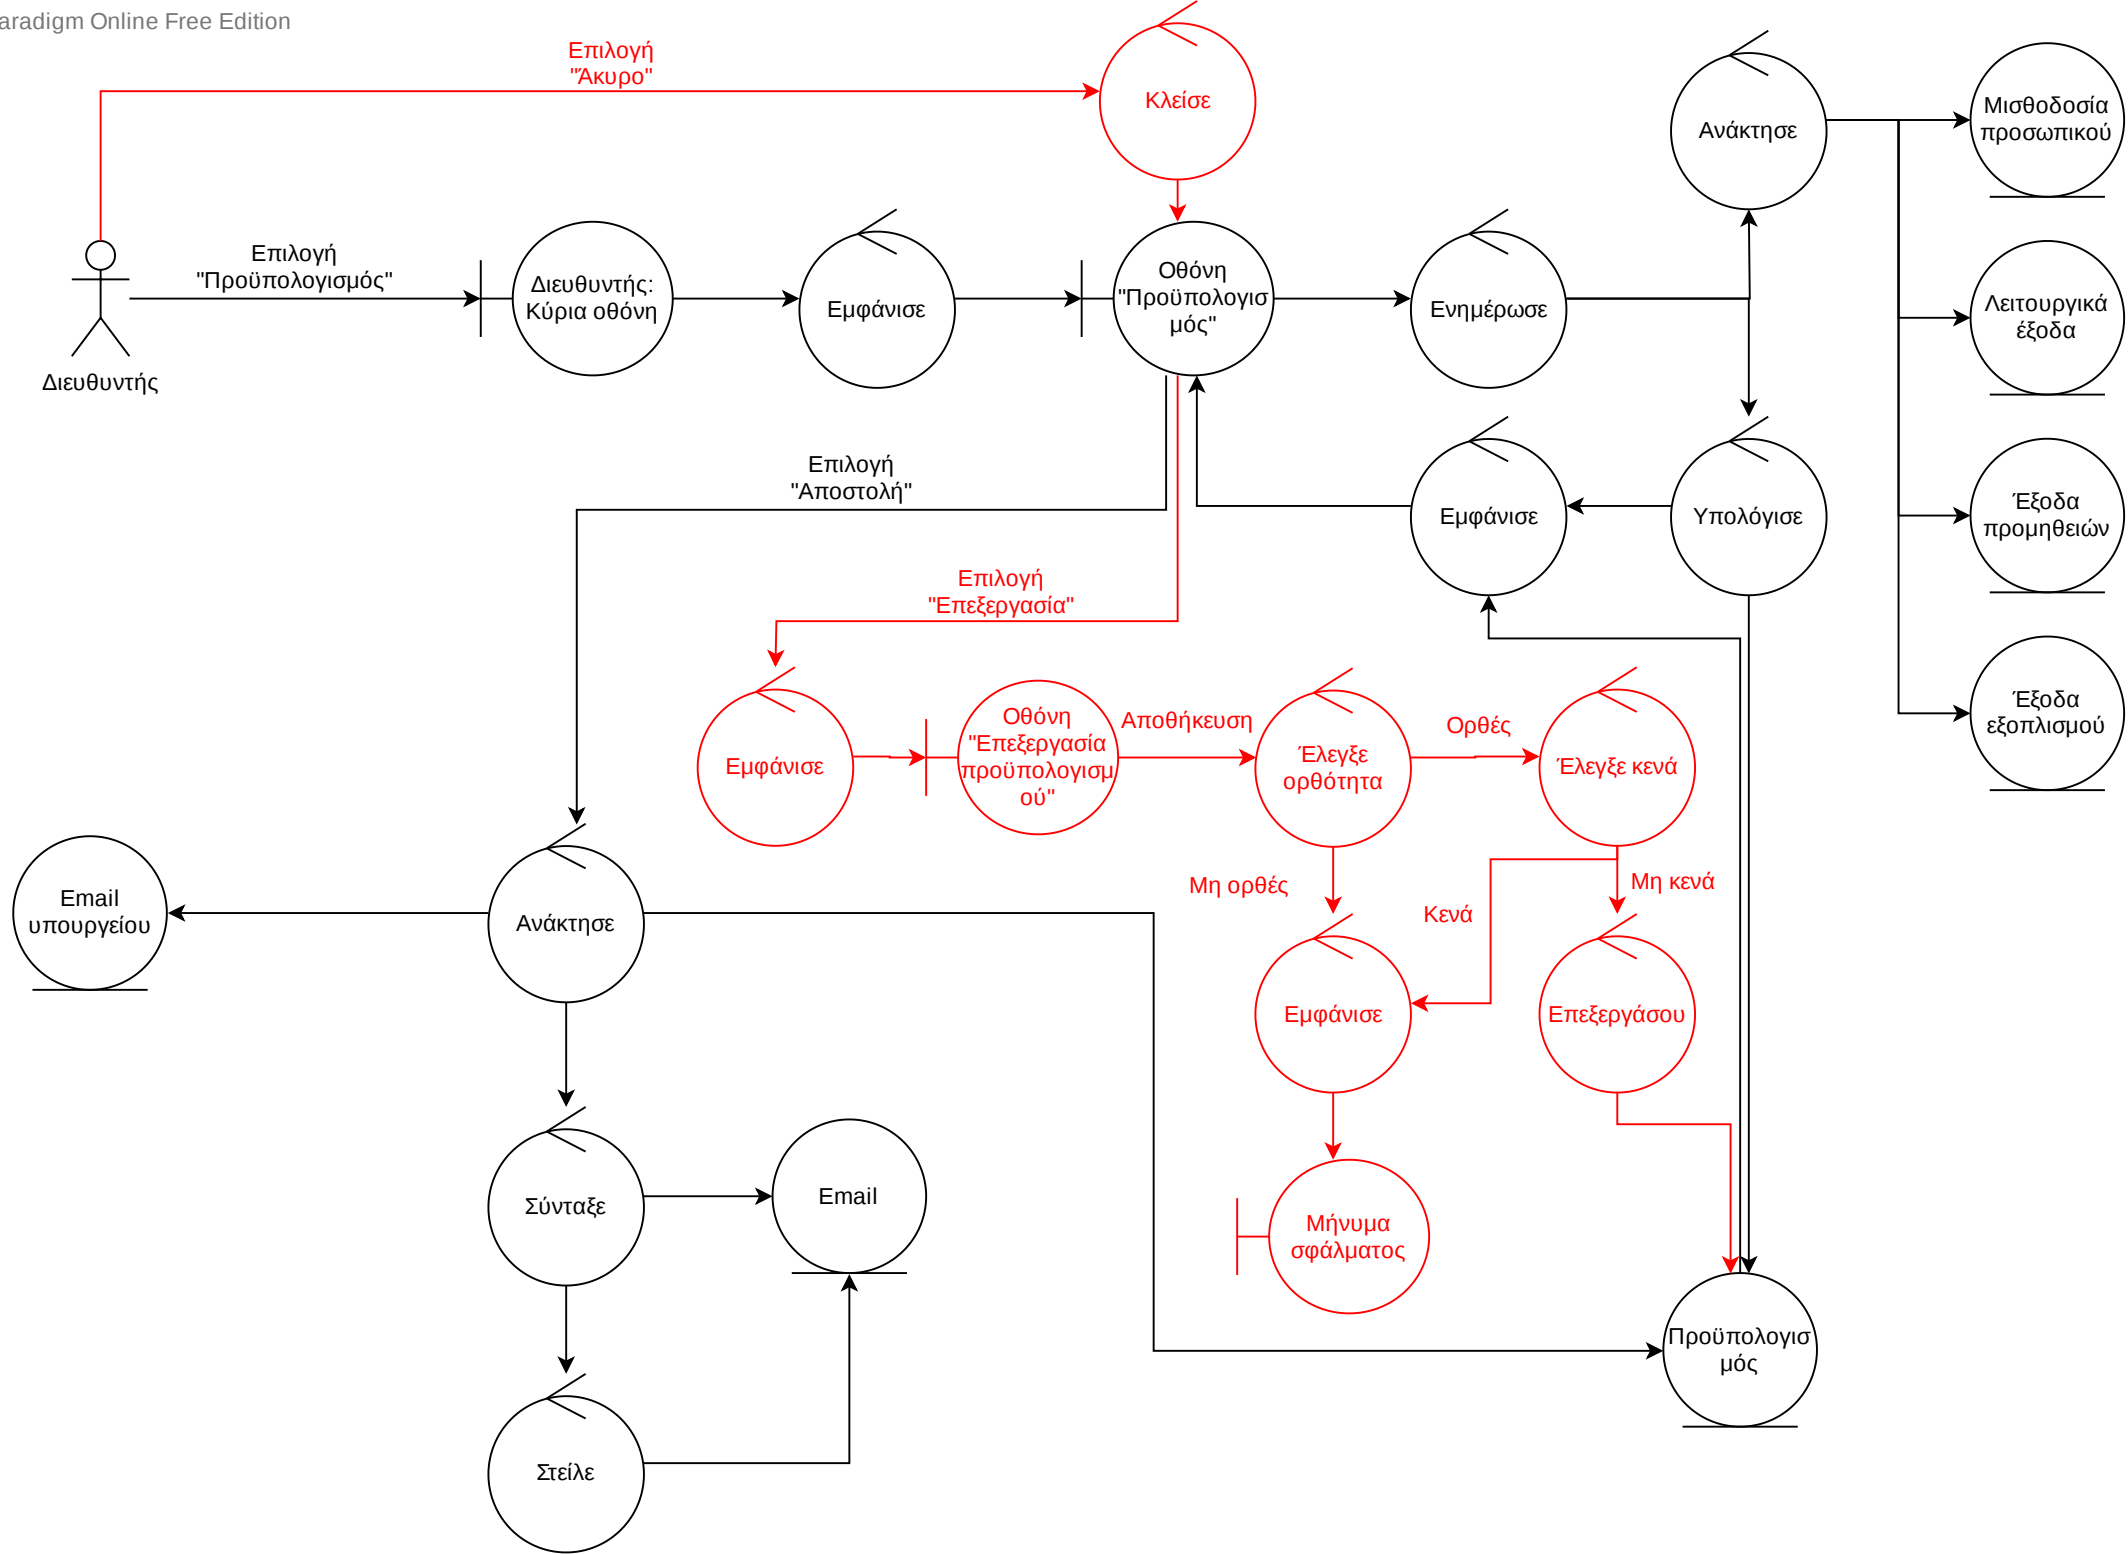 aradigm Online Free Edition
Επιλογή
"Άκυρο"
Κλείσε
Ανάκτησε
Μισθοδοσία
προσωπικού
Επιλογή
"Προϋπολογισμός"
Διευθυντής
Διευθυντής:
Κύρια οθόνη
Εμφάνισε
Οθόνη
"Προϋπολογισ
μός"
Ενημέρωσε
Λειτουργικά
έξοδα
Επιλογή
"Αποστολή"
Εμφάνισε
Υπολόγισε
Έξοδα
προμηθειών
Επιλογή
"Επεξεργασία"
Εμφάνισε
Οθόνη
"Επεξεργασία
προϋπολογισμ
ού"
Αποθήκευση
Έλεγξε
ορθότητα
Ορθές
Έλεγξε κενά
Έξοδα
εξοπλισμού
Email
υπουργείου
Ανάκτησε
Μη ορθές
Κενά
Μη κενά
Εμφάνισε
Επεξεργάσου
Σύνταξε
Email
Μήνυμα
σφάλματος
Προϋπολογισ
μός
Στείλε